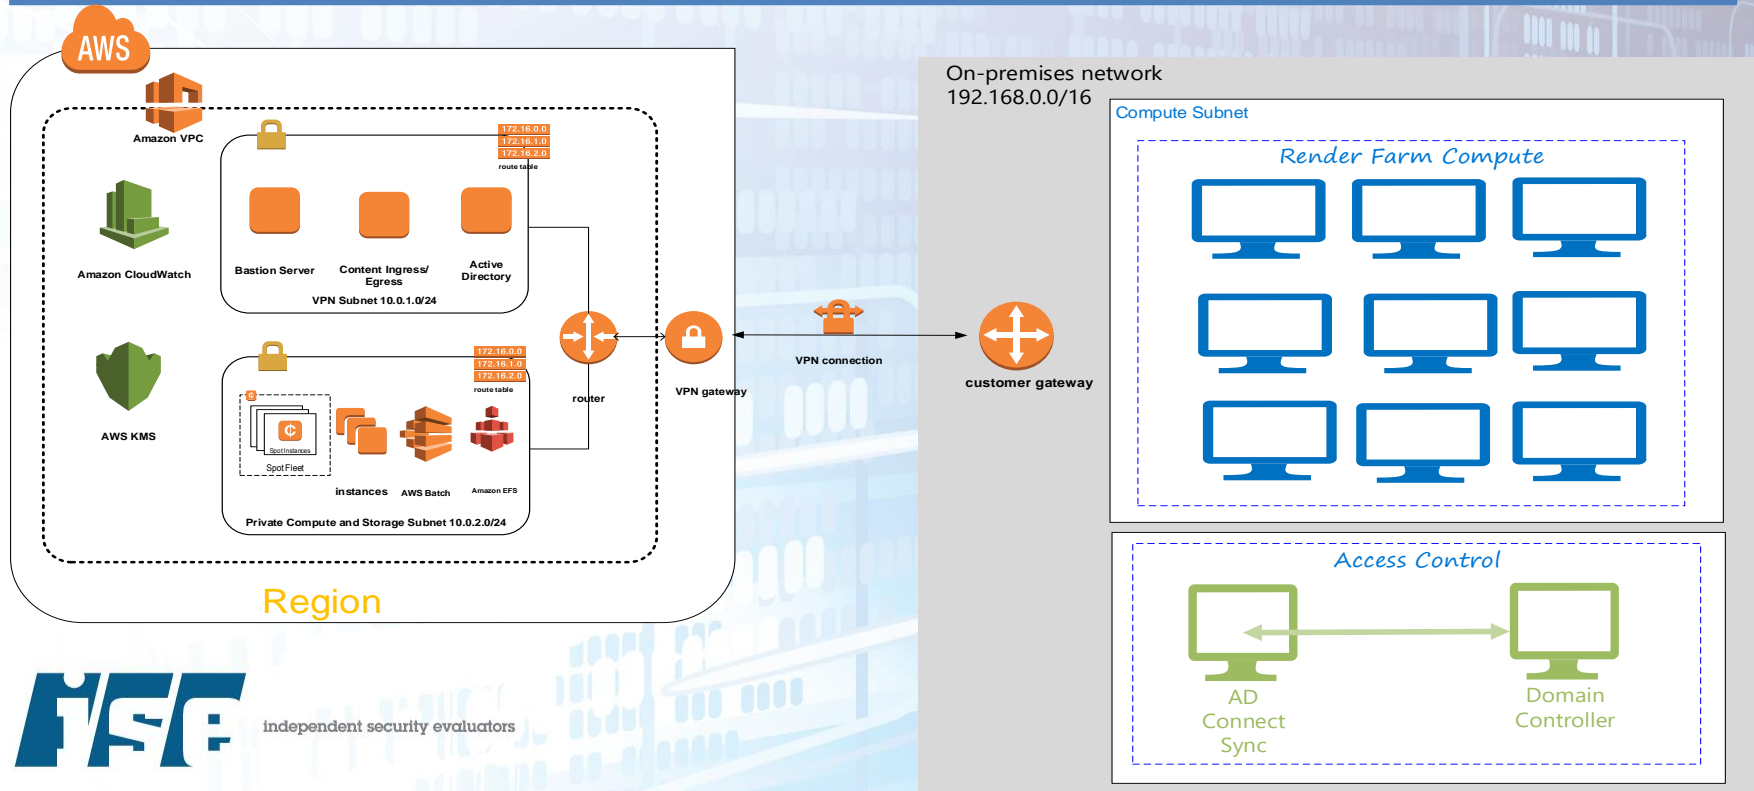 AWS
Amazon VPC
172.16.0.0
172.16.1.0
172.16.2.0
route table
Bastion Server
Content Ingress/
Egress
Active
Directory
VPN Subnet 10.0.1.0/24
Amazon CloudWatch
AWS KMS
172.16.0.0
172.16.1.0
172.16.2.0
route table
Spot Instances
Spot Fleet
instances
AWS Batch
Amazon EFS
Private Compute and Storage Subnet 10.0.2.0/24
router
VPN gateway
Region
VPN connection
customer gateway
On-premises network
192.168.0.0/16
Compute Subnet
Render Farm Compute
Access Control
AD
Connect
Sync
Domain
Controller
ise
independent security evaluators